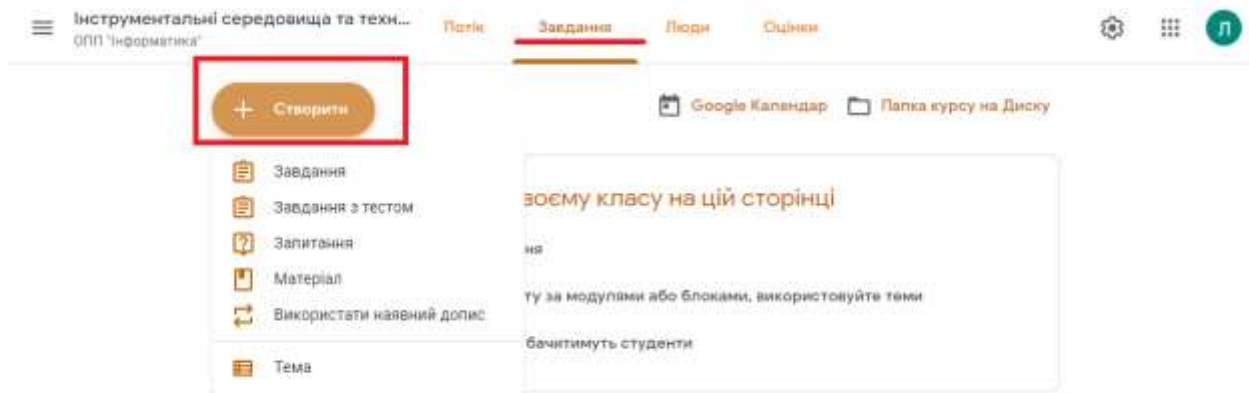 Інструментальні середовища та техн...
ОПП "Інформатика"
Потік Завдання Люди Оцінки
Л
+ Створити
Google Календар Папка курсу на Диску
Завдання
Завдання з тестом
Запитання
Матеріал
Використати наявний допис
Тема
воєму класу на цій сторінці
ня
ту за модулями або блоками, використовуйте теми
бачитимуть студенти